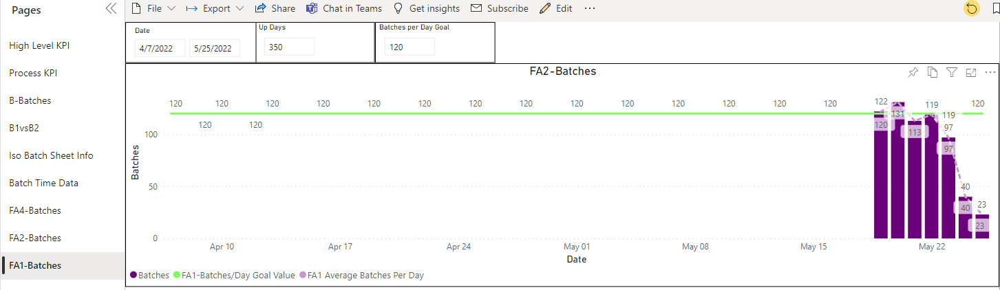 Pages
File Export Share Chat in Teams Get insights Subscribe Edit ...
High Level KPI
Process KPI
B-Batches
B1vsB2
Iso Batch Sheet Info
Batch Time Data
FA4-Batches
FA2-Batches
FA1-Batches
Date
4/7/2022 5/25/2022
Up Days
350
Batches per Day Goal
120
FA2-Batches
120 120 120 120 120 120 120 120 120 120 120 120 120 120 122 119 120
120 120 120 131 113 119
97
97
40
40
23
23
Batches
100
50
0
Apr 10 Apr 17 Apr 24 May 01 May 08 May 15 May 22
Date
Batches FA1-Batches/Day Goal Value FA1 Average Batches Per Day